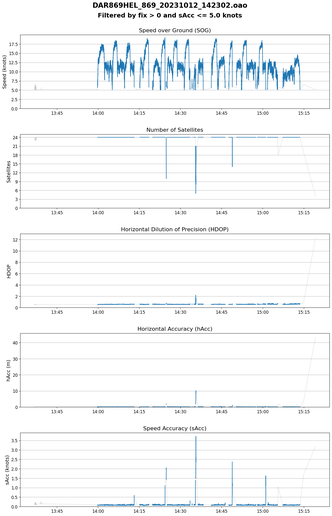 DAR869HEL_869_20231012_142302.oao
Filtered by fix > 0 and sAcc <= 5.0 knots
Speed over Ground (SOG)
Speed (knots)
17.5
15.0
12.5
10.0
7.5
5.0
2.5
0.0
13:45 14:00 14:15 14:30 14:45 15:00 15:15
Number of Satellites
Satellites
24
21
18
15
12
9
6
3
0
13:45 14:00 14:15 14:30 14:45 15:00 15:15
Horizontal Dilution of Precision (HDOP)
HDOP
12
10
8
6
4
2
0
13:45 14:00 14:15 14:30 14:45 15:00 15:15
Horizontal Accuracy (hAcc)
hAcc (m)
40
30
20
10
0
13:45 14:00 14:15 14:30 14:45 15:00 15:15
Speed Accuracy (sAcc)
sAcc (knots)
3.5
3.0
2.5
2.0
1.5
1.0
0.5
0.0
13:45 14:00 14:15 14:30 14:45 15:00 15:15